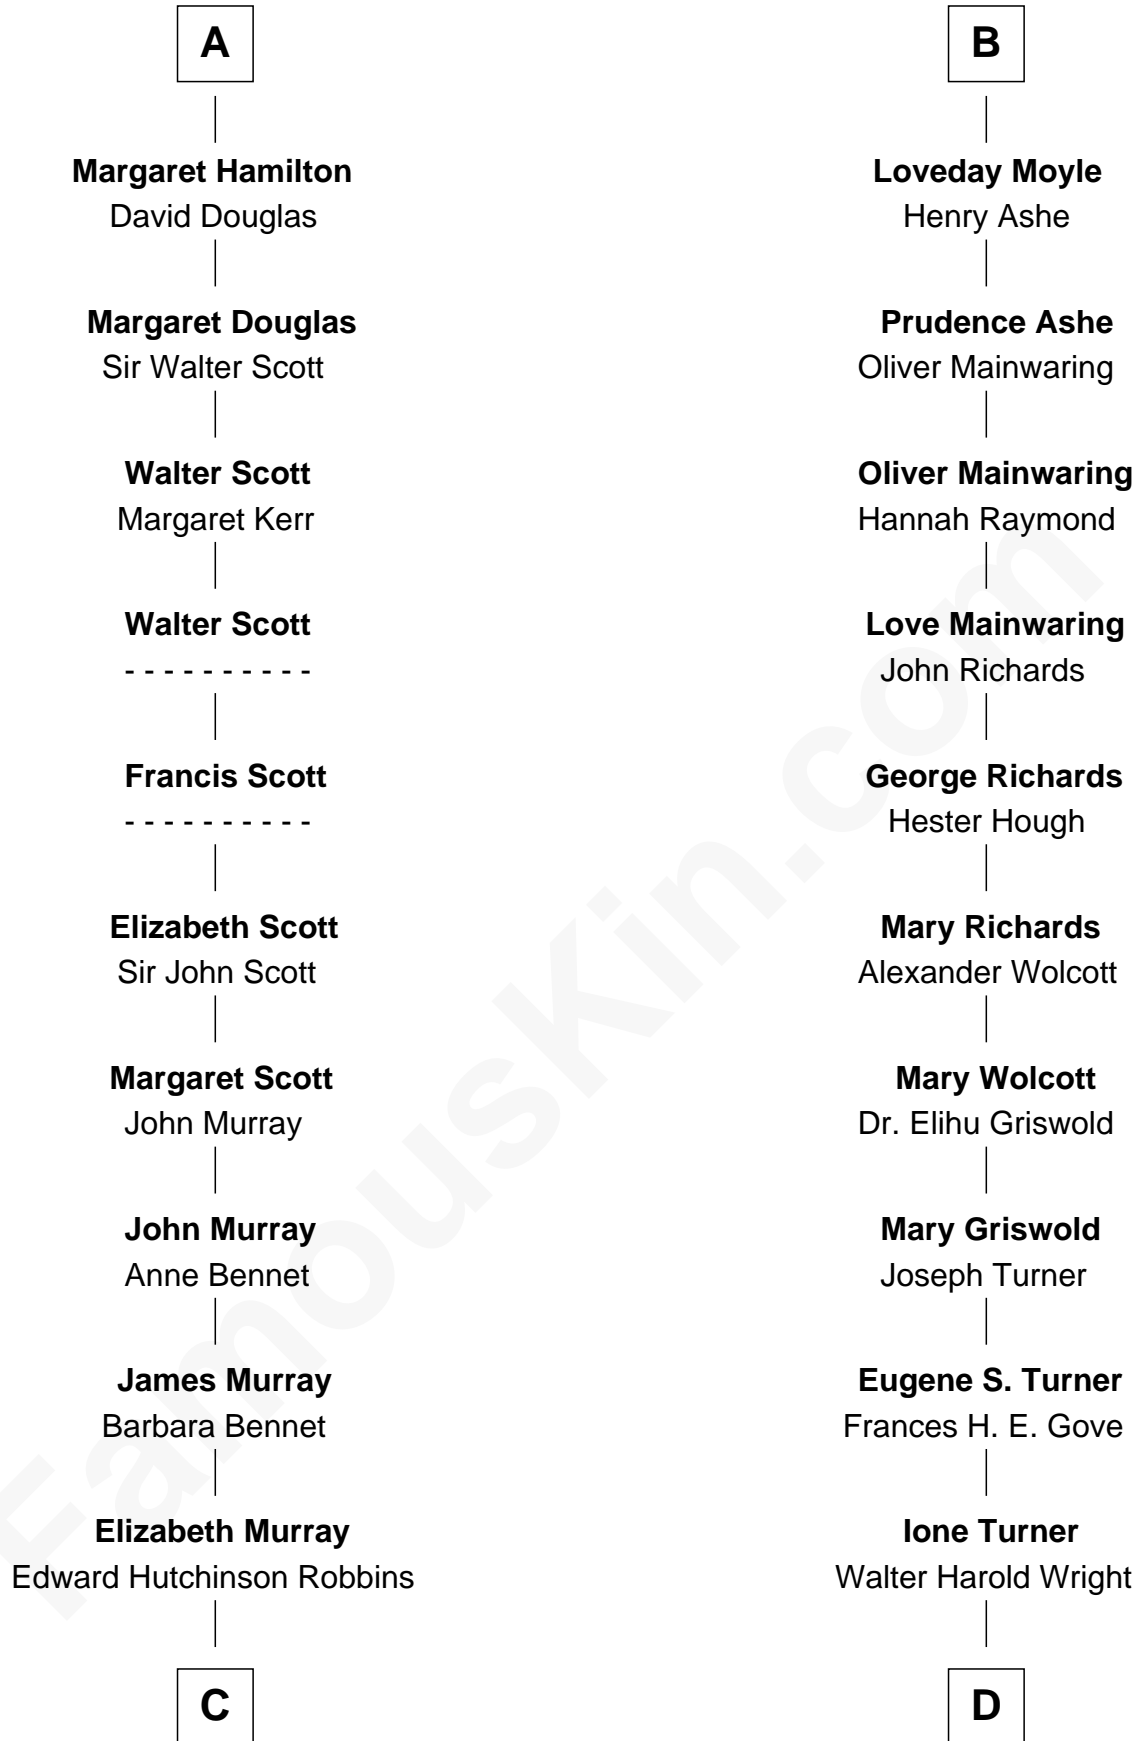 A
Margaret Hamilton
David Douglas
Margaret Douglas
Sir Walter Scott
Walter Scott
Margaret Kerr
Walter Scott
- - - - - - - - - -
Francis Scott
- - - - - - - - - -
Elizabeth Scott
Sir John Scott
Margaret Scott
John Murray
John Murray
Anne Bennet
James Murray
Barbara Bennet
Elizabeth Murray
Edward Hutchinson Robbins
C
B
Loveday Moyle
Henry Ashe
Prudence Ashe
Oliver Mainwaring
Oliver Mainwaring
Hannah Raymond
Love Mainwaring
John Richards
George Richards
Hester Hough
Mary Richards
Alexander Wolcott
Mary Wolcott
Dr. Elihu Griswold
Mary Griswold
Joseph Turner
Eugene S. Turner
Frances H. E. Gove
Ione Turner
Walter Harold Wright
D
FamousKin.com